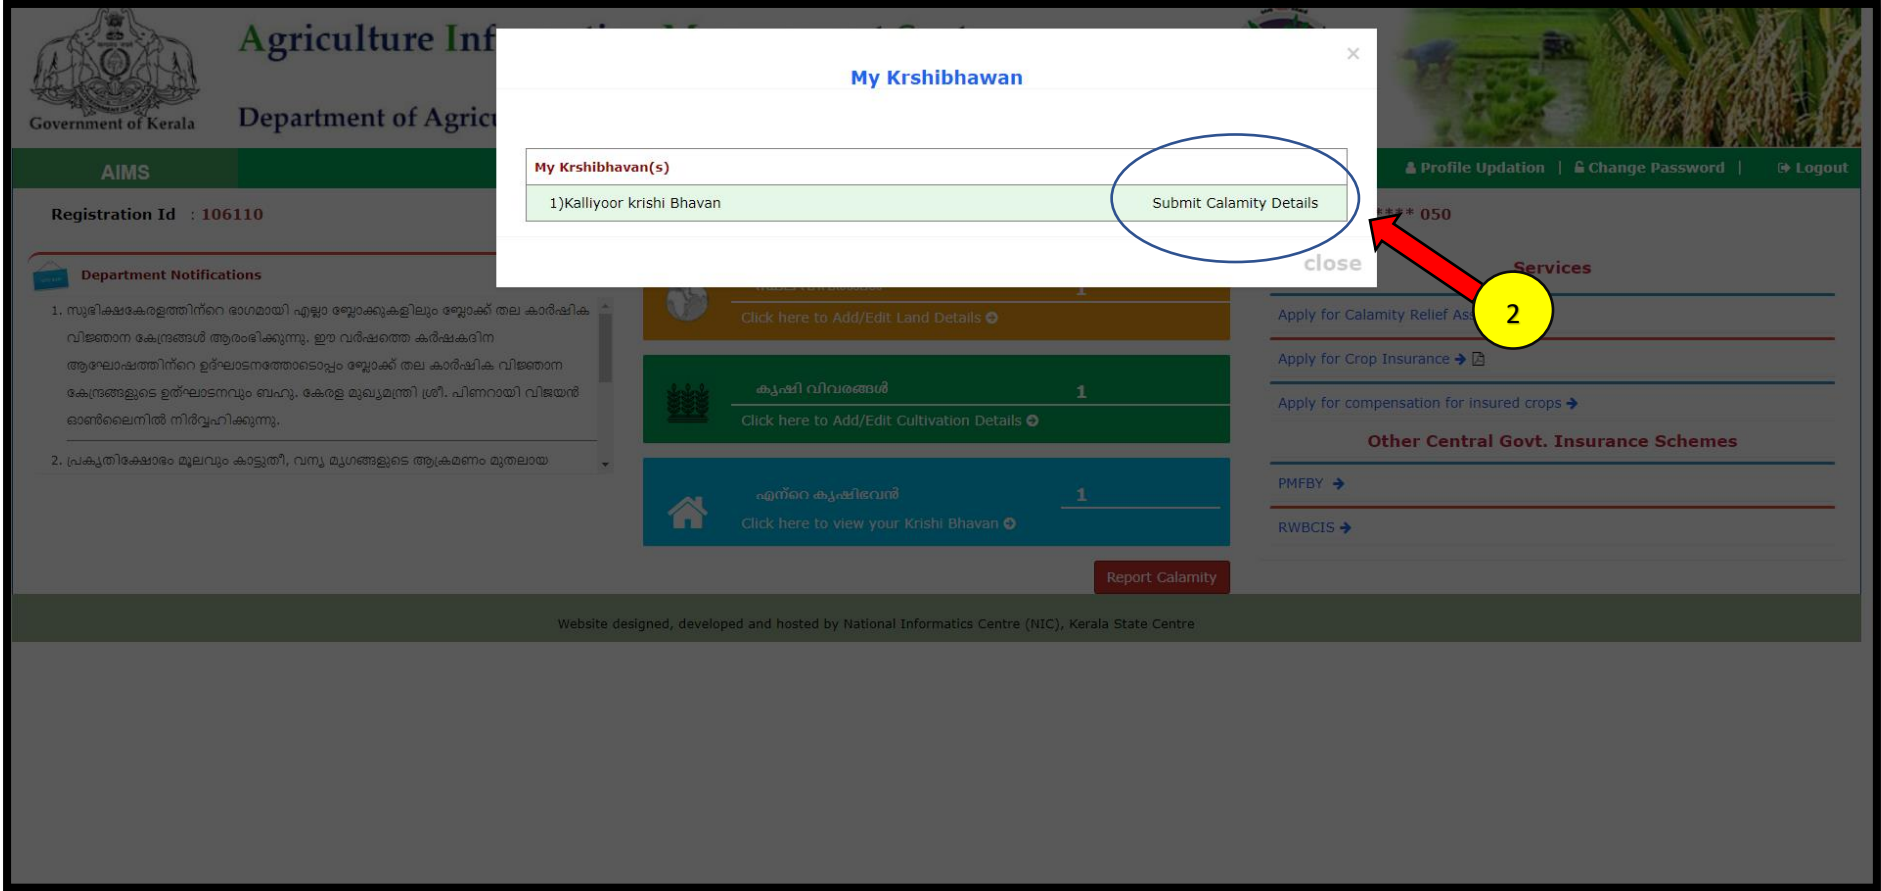 Agriculture Inf
Department of Agricu
Government of Kerala
×
My Krshibhawan
My Krshibhavan(s)
1)Kalliyoor krishi Bhavan
Submit Calamity Details
close
AIMS
Profile Updation |
Change Password |
Logout
Registration Id : 106110
**** 050
Department Notifications
1. സുഭിക്ഷകേരളത്തിന്റെ ഭാഗമായി എല്ലാ ബ്ലോക്കുകളിലും ബ്ലോക്ക് തല കാർഷിക
വിജ്ഞാന കേന്ദ്രങ്ങൾ ആരംഭിക്കുന്നു. ഈ വർഷത്തെ കർഷകദിന
ആഘോഷത്തിന്റെ ഉദ്ഘാടനത്തോടൊപ്പം ബ്ലോക്ക് തല കാർഷിക വിജ്ഞാന
കേന്ദ്രങ്ങളുടെ ഉത്ഘാടനവും ബഹു. കേരള മുഖ്യമന്ത്രി ശ്രീ. പിണറായി വിജയൻ
ഓൺലൈനിൽ നിർവ്വഹിക്കുന്നു.
2. പ്രകൃതിക്ഷോഭം മൂലവും കാട്ടുതീ, വന്യ മൃഗങ്ങളുടെ ആക്രമണം മുതലായ
1
Click here to Add/Edit Land Details
കൃഷി വിവരങ്ങൾ 1
Click here to Add/Edit Cultivation Details
എന്റെ കൃഷിഭവൻ 1
Click here to view your Krishi Bhavan
Report Calamity
Services
Apply for Calamity Relief
2
Apply for Crop Insurance
Apply for compensation for insured crops
Other Central Govt. Insurance Schemes
PMFBY
RWBCIS
Website designed, developed and hosted by National Informatics Centre (NIC), Kerala State Centre